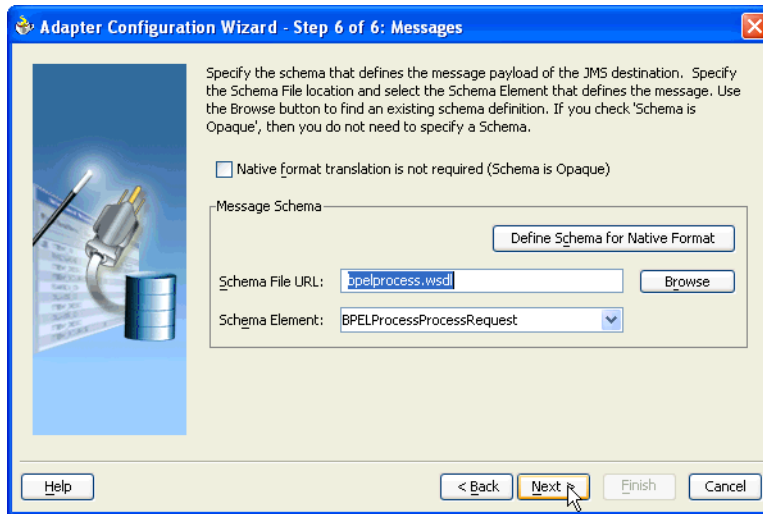 Adapter Configuration Wizard - Step 6 of 6: Messages
Specify the schema that defines the message payload of the JMS destination. Specify
the Schema File location and select the Schema Element that defines the message. Use
the Browse button to find an existing schema definition. If you check 'Schema is
Opaque', then you do not need to specify a Schema.
Native format translation is not required (Schema is Opaque)
Message Schema
Define Schema for Native Format
Schema File URL: bpelprocess.wsdl Browse
Schema Element: BPELProcessProcessRequest
Help < Back Next > Finish Cancel